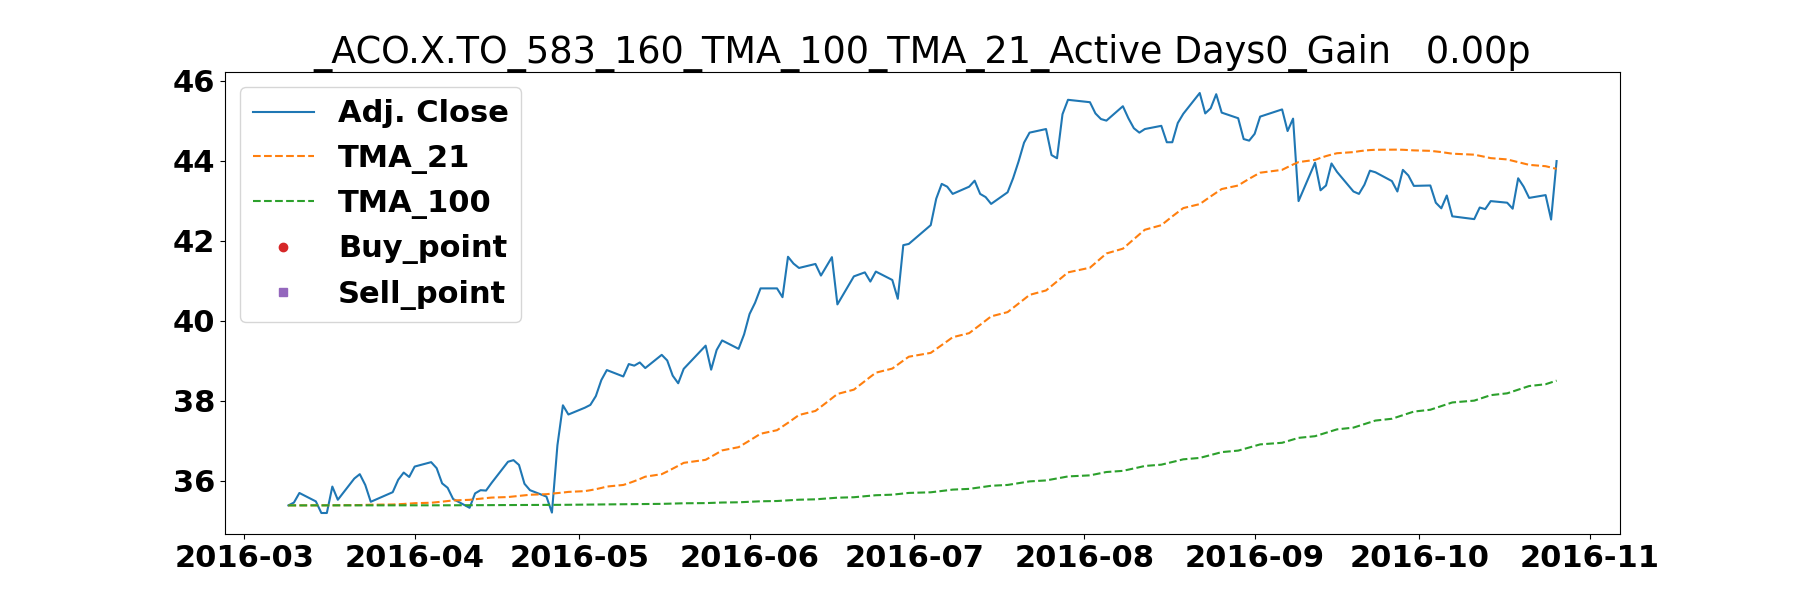 _ACO.X.TO_583_160_TMA_100_TMA_21_Active Days0_Gain   0.00p
46
44
42
40
38
36
Adj. Close
TMA_21
TMA_100
Buy_point
Sell_point
2016-03 2016-04 2016-05 2016-06 2016-07 2016-08 2016-09 2016-10 2016-11